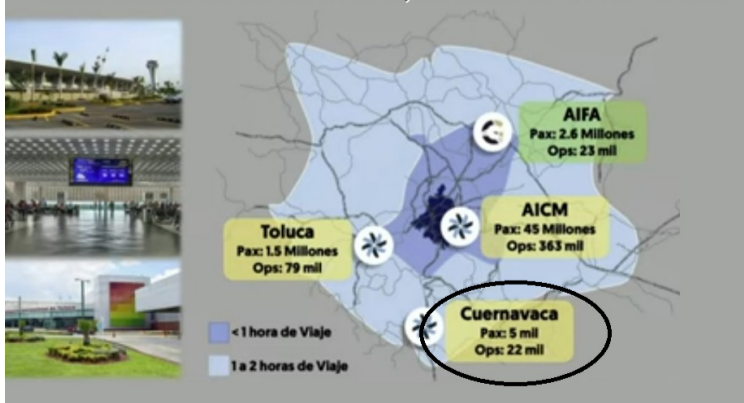 AIFA
Pax: 2.6 Millones
Ops: 23 mil
AICM
Pax: 45 Millones
Ops: 363 mil
Toluca
Pax: 1.5 Millones
Ops: 79 mil
Cuernavaca
Pax: 5 mil
Ops: 22 mil
< 1 hora de Viaje
1 a 2 horas de Viaje